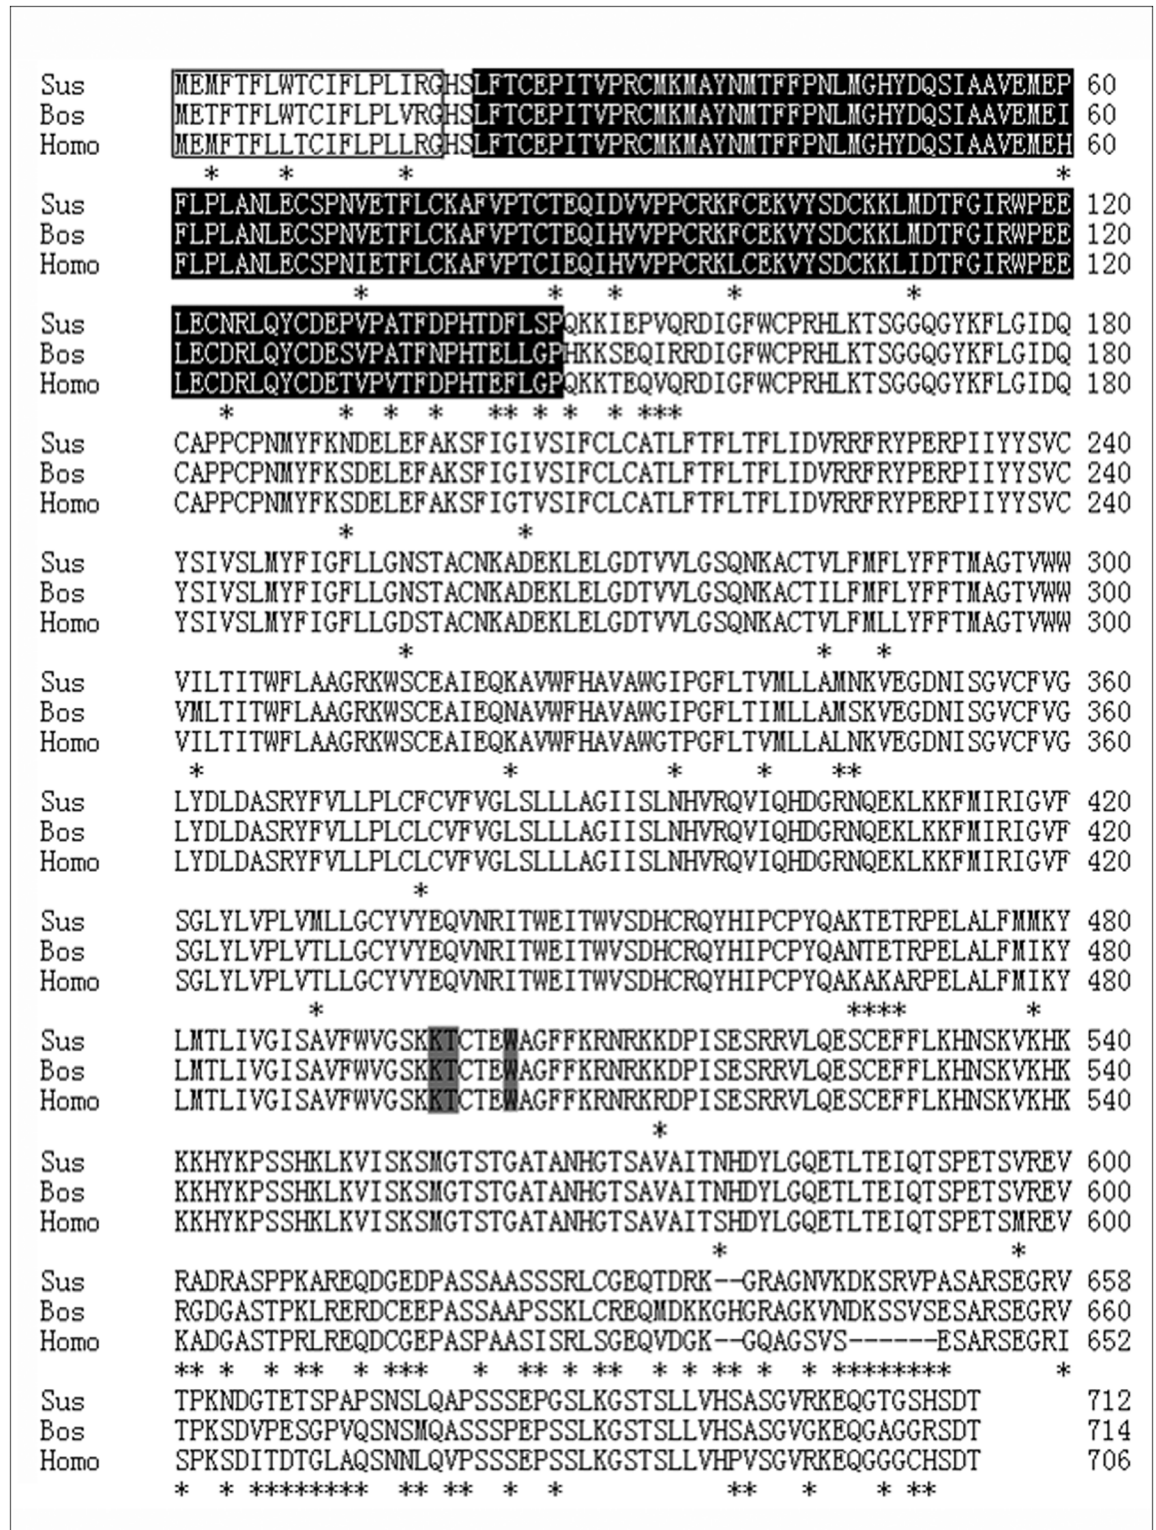 Sus MEMFTFLWTCIFLPLIRGHSLFTCEPITVPRCMKMAYNMTFFPNLMGHYDQSIAAVEMEP 60
Bos METFTFLWTCIFLPLVRGHSLFTCEPITVPRCMKMAYNMTFFPNLMGHYDQSIAAVEMEI 60
Homo MEMFTFLLTCIFLPLLRGHSLFTCEPITVPRCMKMAYNMTFFPNLMGHYDQSIAAVEMEH 60
* * * *
Sus FLPLANLECSPNVETFLCKAFVPTCTEQIDVVPPCRKFCEKVYSDCKKLMDTFGIRWPEE 120
Bos FLPLANLECSPNVETFLCKAFVPTCTEQIHVVPPCRKFCEKVYSDCKKLMDTFGIRWPEE 120
Homo FLPLANLECSPNIETFLCKAFVPTCIEQIHVVPPCRKLCEKVYSDCKKLIDTFGIRWPEE 120
* * * * *
Sus LECNRLQYCDEPVPATFDPHTDFLSPQKKIEPVQRDIGFWCPRHLKTSGGQGYKFLGIDQ 180
Bos LECDRLQYCDESVPATFNPHTELLGPHKKSEQIRRDIGFWCPRHLKTSGGQGYKFLGIDQ 180
Homo LECDRLQYCDETVPVTFDPHTEFLGPQKKTEQVQRDIGFWCPRHLKTSGGQGYKFLGIDQ 180
* * * * ** * * * ***
Sus CAPPCPNMYFKNDELEFAKSFIGIVSIFCLCATLFTFLTFLIDVRRFRYPERPIIYYSVC 240
Bos CAPPCPNMYFKSDELEFAKSFIGIVSIFCLCATLFTFLTFLIDVRRFRYPERPIIYYSVC 240
Homo CAPPCPNMYFKSDELEFAKSFIGTVSIFCLCATLFTFLTFLIDVRRFRYPERPIIYYSVC 240
* *
Sus YSIVSLMYFIGFLLGNSTACNKADEKLELGDTVVLGSQNKACTVLFMFLYFFTMAGTVWW 300
Bos YSIVSLMYFIGFLLGNSTACNKADEKLELGDTVVLGSQNKACTILFMFLYFFTMAGTVWW 300
Homo YSIVSLMYFIGFLLGDSTACNKADEKLELGDTVVLGSQNKACTVLFMLLYFFTMAGTVWW 300
* * *
Sus VILTITWFLAAGRKWSCEAIEQKAVWFHAVAWGIPGFLTVMLLAMNKVEGDNISGVCFVG 360
Bos VMLTITWFLAAGRKWSCEAIEQNAVWFHAVAWGIPGFLTIMLLAMSKVEGDNISGVCFVG 360
Homo VILTITWFLAAGRKWSCEAIEQKAVWFHAVAWGTPGFLTVMLLALNKVEGDNISGVCFVG 360
* * * * **
Sus LYDLDASRYFVLLPLCFCVFVGLSLLLAGIISLNHVRQVIQHDGRNQEKLKKFMIRIGVF 420
Bos LYDLDASRYFVLLPLCLCVFVGLSLLLAGIISLNHVRQVIQHDGRNQEKLKKFMIRIGVF 420
Homo LYDLDASRYFVLLPLCLCVFVGLSLLLAGIISLNHVRQVIQHDGRNQEKLKKFMIRIGVF 420
*
Sus SGLYLVPLVMLLGCYVYEQVNRITWEITWVSDHCRQYHIPCPYQAKTETRPELALFMMKY 480
Bos SGLYLVPLVTLLGCYVYEQVNRITWEITWVSDHCRQYHIPCPYQANTETRPELALFMIKY 480
Homo SGLYLVPLVTLLGCYVYEQVNRITWEITWVSDHCRQYHIPCPYQAKAKARPELALFMIKY 480
* **** *
Sus LMTLIVGISAVFWVGSKKTCTEWAGFFKRNRKKDPISESRRVLQESCEFFLKHNSKVKHK 540
Bos LMTLIVGISAVFWVGSKKTCTEWAGFFKRNRKKDPISESRRVLQESCEFFLKHNSKVKHK 540
Homo LMTLIVGISAVFWVGSKKTCTEWAGFFKRNRKRDPISESRRVLQESCEFFLKHNSKVKHK 540
*
Sus KKHYKPSSHKLKVISKSMGTSTGATANHGTSAVAITNHDYLGQETLTEIQTSPETSVREV 600
Bos KKHYKPSSHKLKVISKSMGTSTGATANHGTSAVAITNHDYLGQETLTEIQTSPETSVREV 600
Homo KKHYKPSSHKLKVISKSMGTSTGATANHGTSAVAITSHDYLGQETLTEIQTSPETSMREV 600
* *
Sus RADRASPPKAREQDGEDPASSAASSSRLCGEQTDRK--GRAGNVKDKSRVPASARSEGRV 658
Bos RGDGASTPKLRERDCEEPASSAAPSSKLCREQMDKKGHGRAGKVNDKSSVSESARSEGRV 660
Homo KADGASTPRLREQDCGEPASPAASISRLSGEQVDGK--GQAGSVS------ESARSEGRI 652
** * * ** * *** * ** * ** * * ** * * ******** *
Sus TPKNDGTETSPAPSNSLQAPSSSEPGSLKGSTSLLVHSASGVRKEQGTGSHSDT 712
Bos TPKSDVPESGPVQSNSMQASSSPEPSSLKGSTSLLVHSASGVGKEQGAGGRSDT 714
Homo SPKSDITDTGLAQSNNLQVPSSSEPSSLKGSTSLLVHPVSGVRKEQGGGCHSDT 706
* * ******** ** ** * * ** * * **